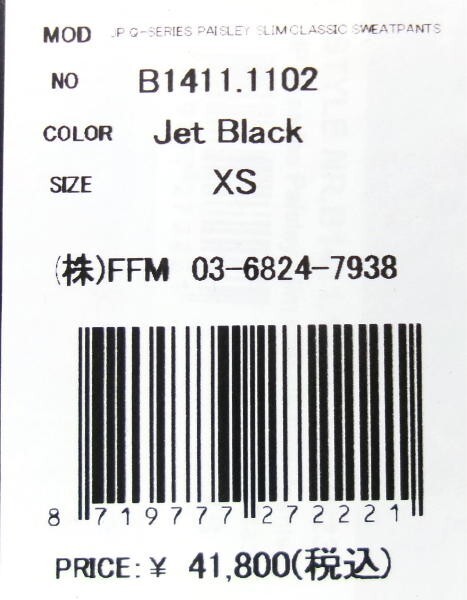 MOD JP G-SERIES PAISLEY SLIM CLASSIC SWEATPANTS
NO B1411.1102
COLOR Jet Black
SIZE XS
(株)FFM 03-6824-7938
8 719777 272221
PRICE:¥ 41,800(税込)